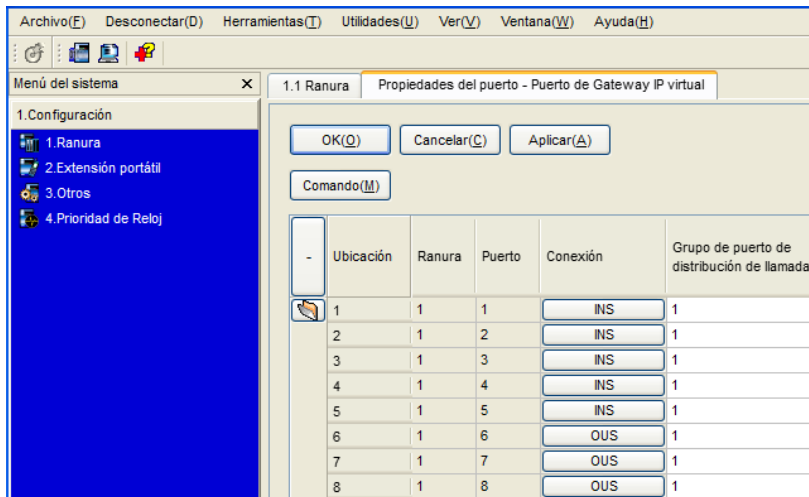 Archivo(F) Desconectar(D) Herramientas(T) Utilidades(U) Ver(V) Ventana(W) Ayuda(H)
Menú del sistema X
1.1 Ranura Propiedades del puerto - Puerto de Gateway IP virtual
1.Configuración
1.Ranura
2.Extensión portátil
3.Otros
4.Prioridad de Reloj
OK(O) Cancelar(C) Aplicar(A)
Comando(M)
- Ubicación Ranura Puerto Conexión Grupo de puerto de
distribución de llamada
1 1 1 INS 1
2 1 2 INS 1
3 1 3 INS 1
4 1 4 INS 1
5 1 5 INS 1
6 1 6 OUS 1
7 1 7 OUS 1
8 1 8 OUS 1